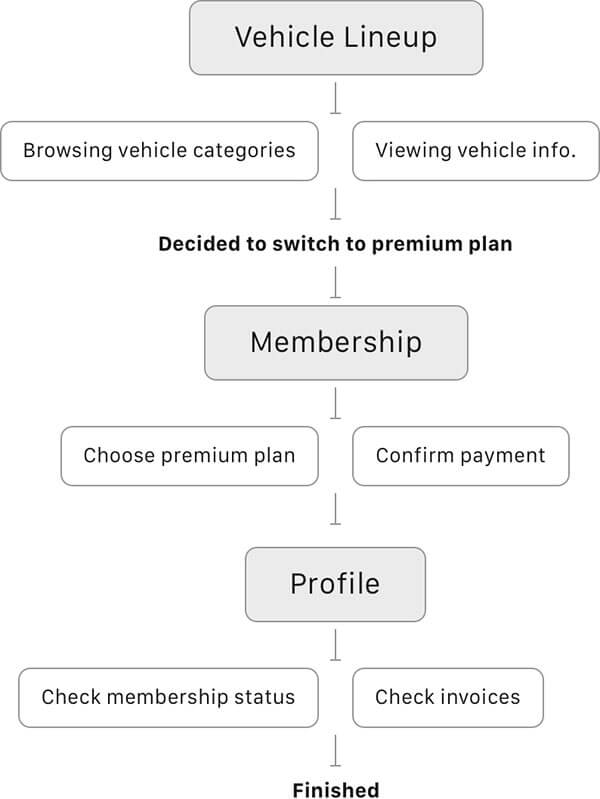 Vehicle Lineup
Browsing vehicle categories
Viewing vehicle info.
Decided to switch to premium plan
Membership
Choose premium plan
Confirm payment
Profile
Check membership status
Check invoices
Finished